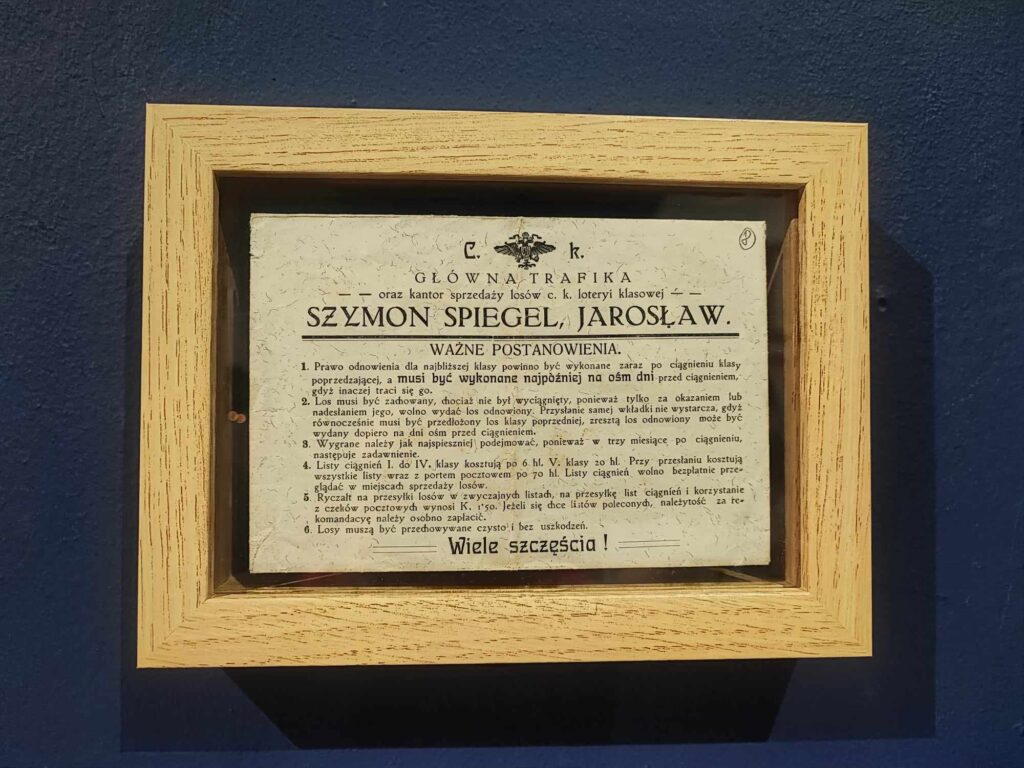 C. k.
8
GŁÓWNA TRAFIKA
oraz kantor sprzedaży losów c. k. loteryi klasowej
SZYMON SPIEGEL, JAROSŁAW.
WAŻNE POSTANOWIENIA.
1. Prawo odnowienia dla najbliższej klasy powinno być wykonane zaraz po ciągnieniu klasy
poprzedzającej, a musi być wykonane najpóźniej na ośm dni przed ciągnieniem,
gdyż inaczej traci się go.
2. Los musi być zachowany, chociaż nie był wyciągnięty, ponieważ tylko za okazaniem lub
nadesłaniem jego, wolno wydać los odnowiony. Przysłanie samej wkładki nie wystarcza, gdyż
równocześnie musi być przedłożony los klasy poprzedniej, zresztą los odnowiony może być
wydany dopiero na dni ośm przed ciągnieniem.
3. Wygrane należy jak najspieszniej podejmować, ponieważ w trzy miesiące po ciągnieniu,
następuje zadawnienie.
4. Listy ciągnień I. do IV. klasy kosztują po 6 hl. V. klasy 20 hl. Przy przesłaniu kosztują
wszystkie listy wraz z portem pocztowem po 70 hl. Listy ciągnień wolno bezpłatnie prze-
glądać w miejscach sprzedaży losów.
5. Ryczałt na przesyłki losów w zwyczajnych listach, na przesyłkę list ciągnień i korzystanie
z czeków pocztowych wynosi K. 1'50. Jeżeli się chce listów poleconych, należytość za re-
komandacyę należy osobno zapłacić.
6. Losy muszą być przechowywane czysto i bez uszkodzeń.
Wiele szczęścia !